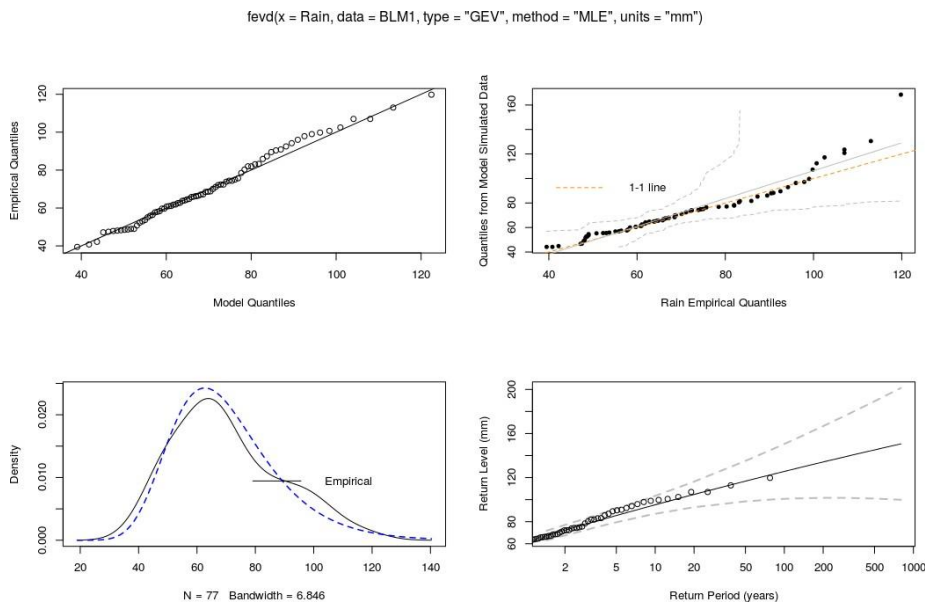 fevd(x = Rain, data = BLM1, type = "GEV", method = "MLE", units = "mm")
Empirical Quantiles
120
100
80
60
40
40 60 80 100 120
Model Quantiles
Quantiles from Model Simulated Data
160
120
80
60
40
1-1 line
40 60 80 100 120
Rain Empirical Quantiles
Density
0.020
0.010
0.000
Empirical
20 40 60 80 100 120 140
N = 77 Bandwidth = 6.846
Return Level (mm)
200
150
100
80
60
2 5 10 20 50 100 200 500 1000
Return Period (years)